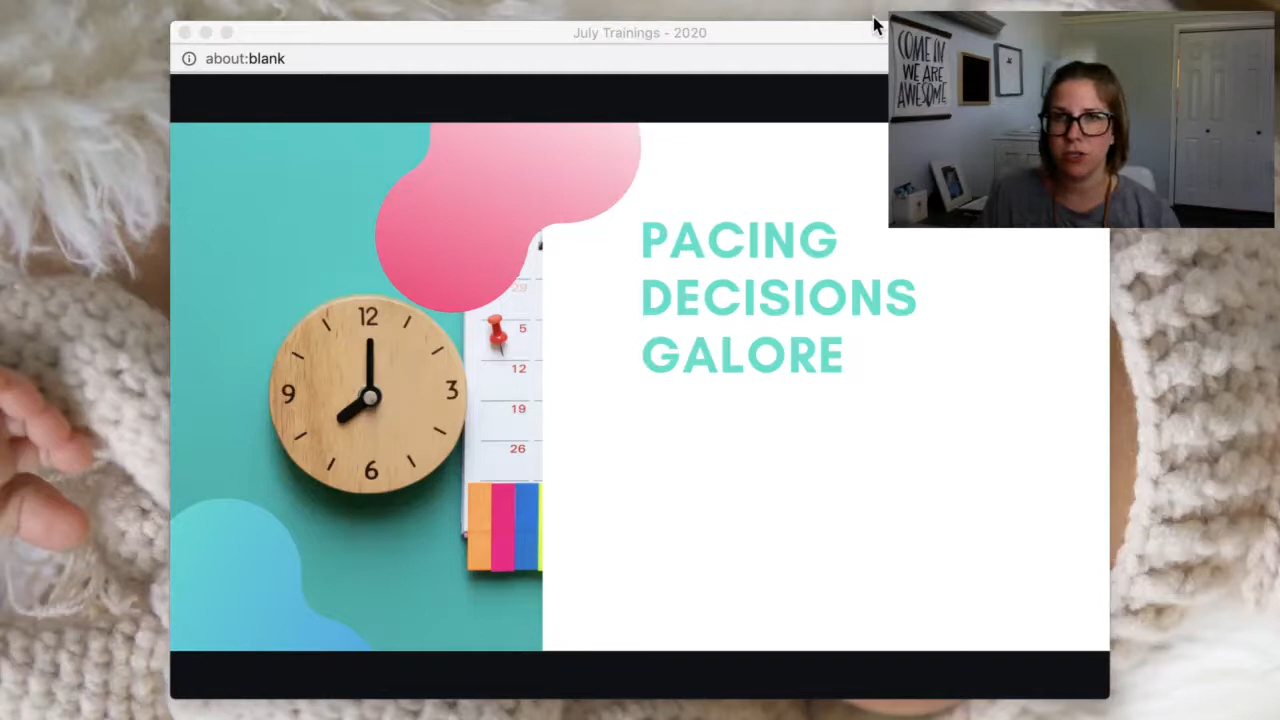 July Trainings - 2020
about:blank
COME IN
WE ARE
AWESOME
PACING
DECISIONS
GALORE
12
3
6
9
29
5
12
19
26